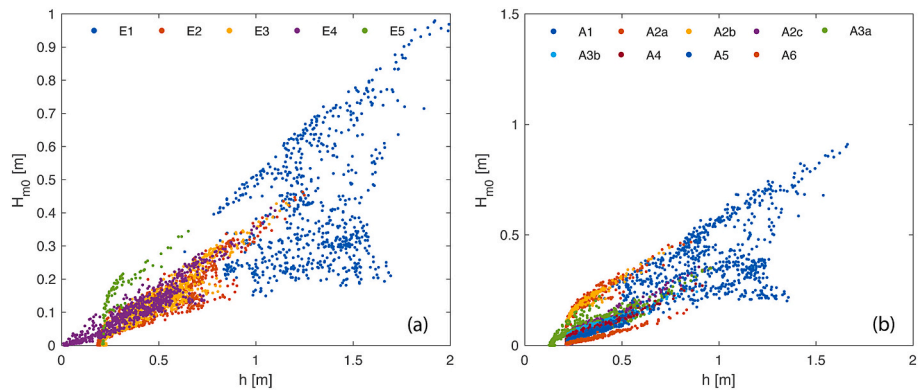 E1 E2 E3 E4 E5
1
0.9
0.8
0.7
0.6
0.5
0.4
0.3
0.2
0.1
0
0 0.5 1 1.5 2
H_m0 [m]
h [m]
(a)
A1 A2a A2b A2c A3a
A3b A4 A5 A6
1.5
1
0.5
0
0 0.5 1 1.5 2
H_m0 [m]
h [m]
(b)